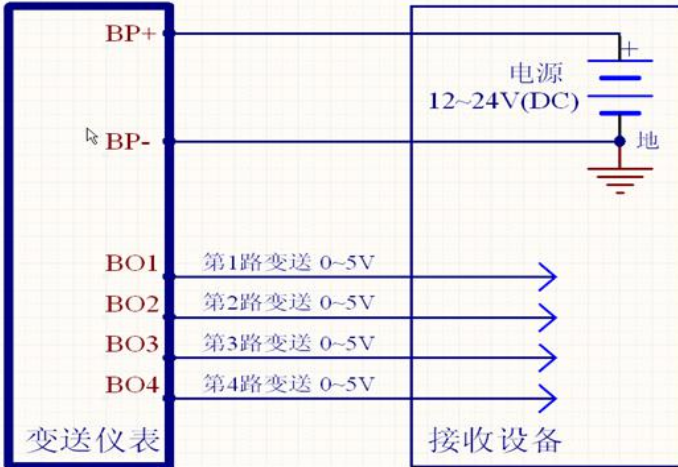 BP+
+
电源
12~24V(DC)
BP-
地
BO1 第1路变送 0~5V
BO2 第2路变送 0~5V
BO3 第3路变送 0~5V
BO4 第4路变送 0~5V
变送仪表
接收设备